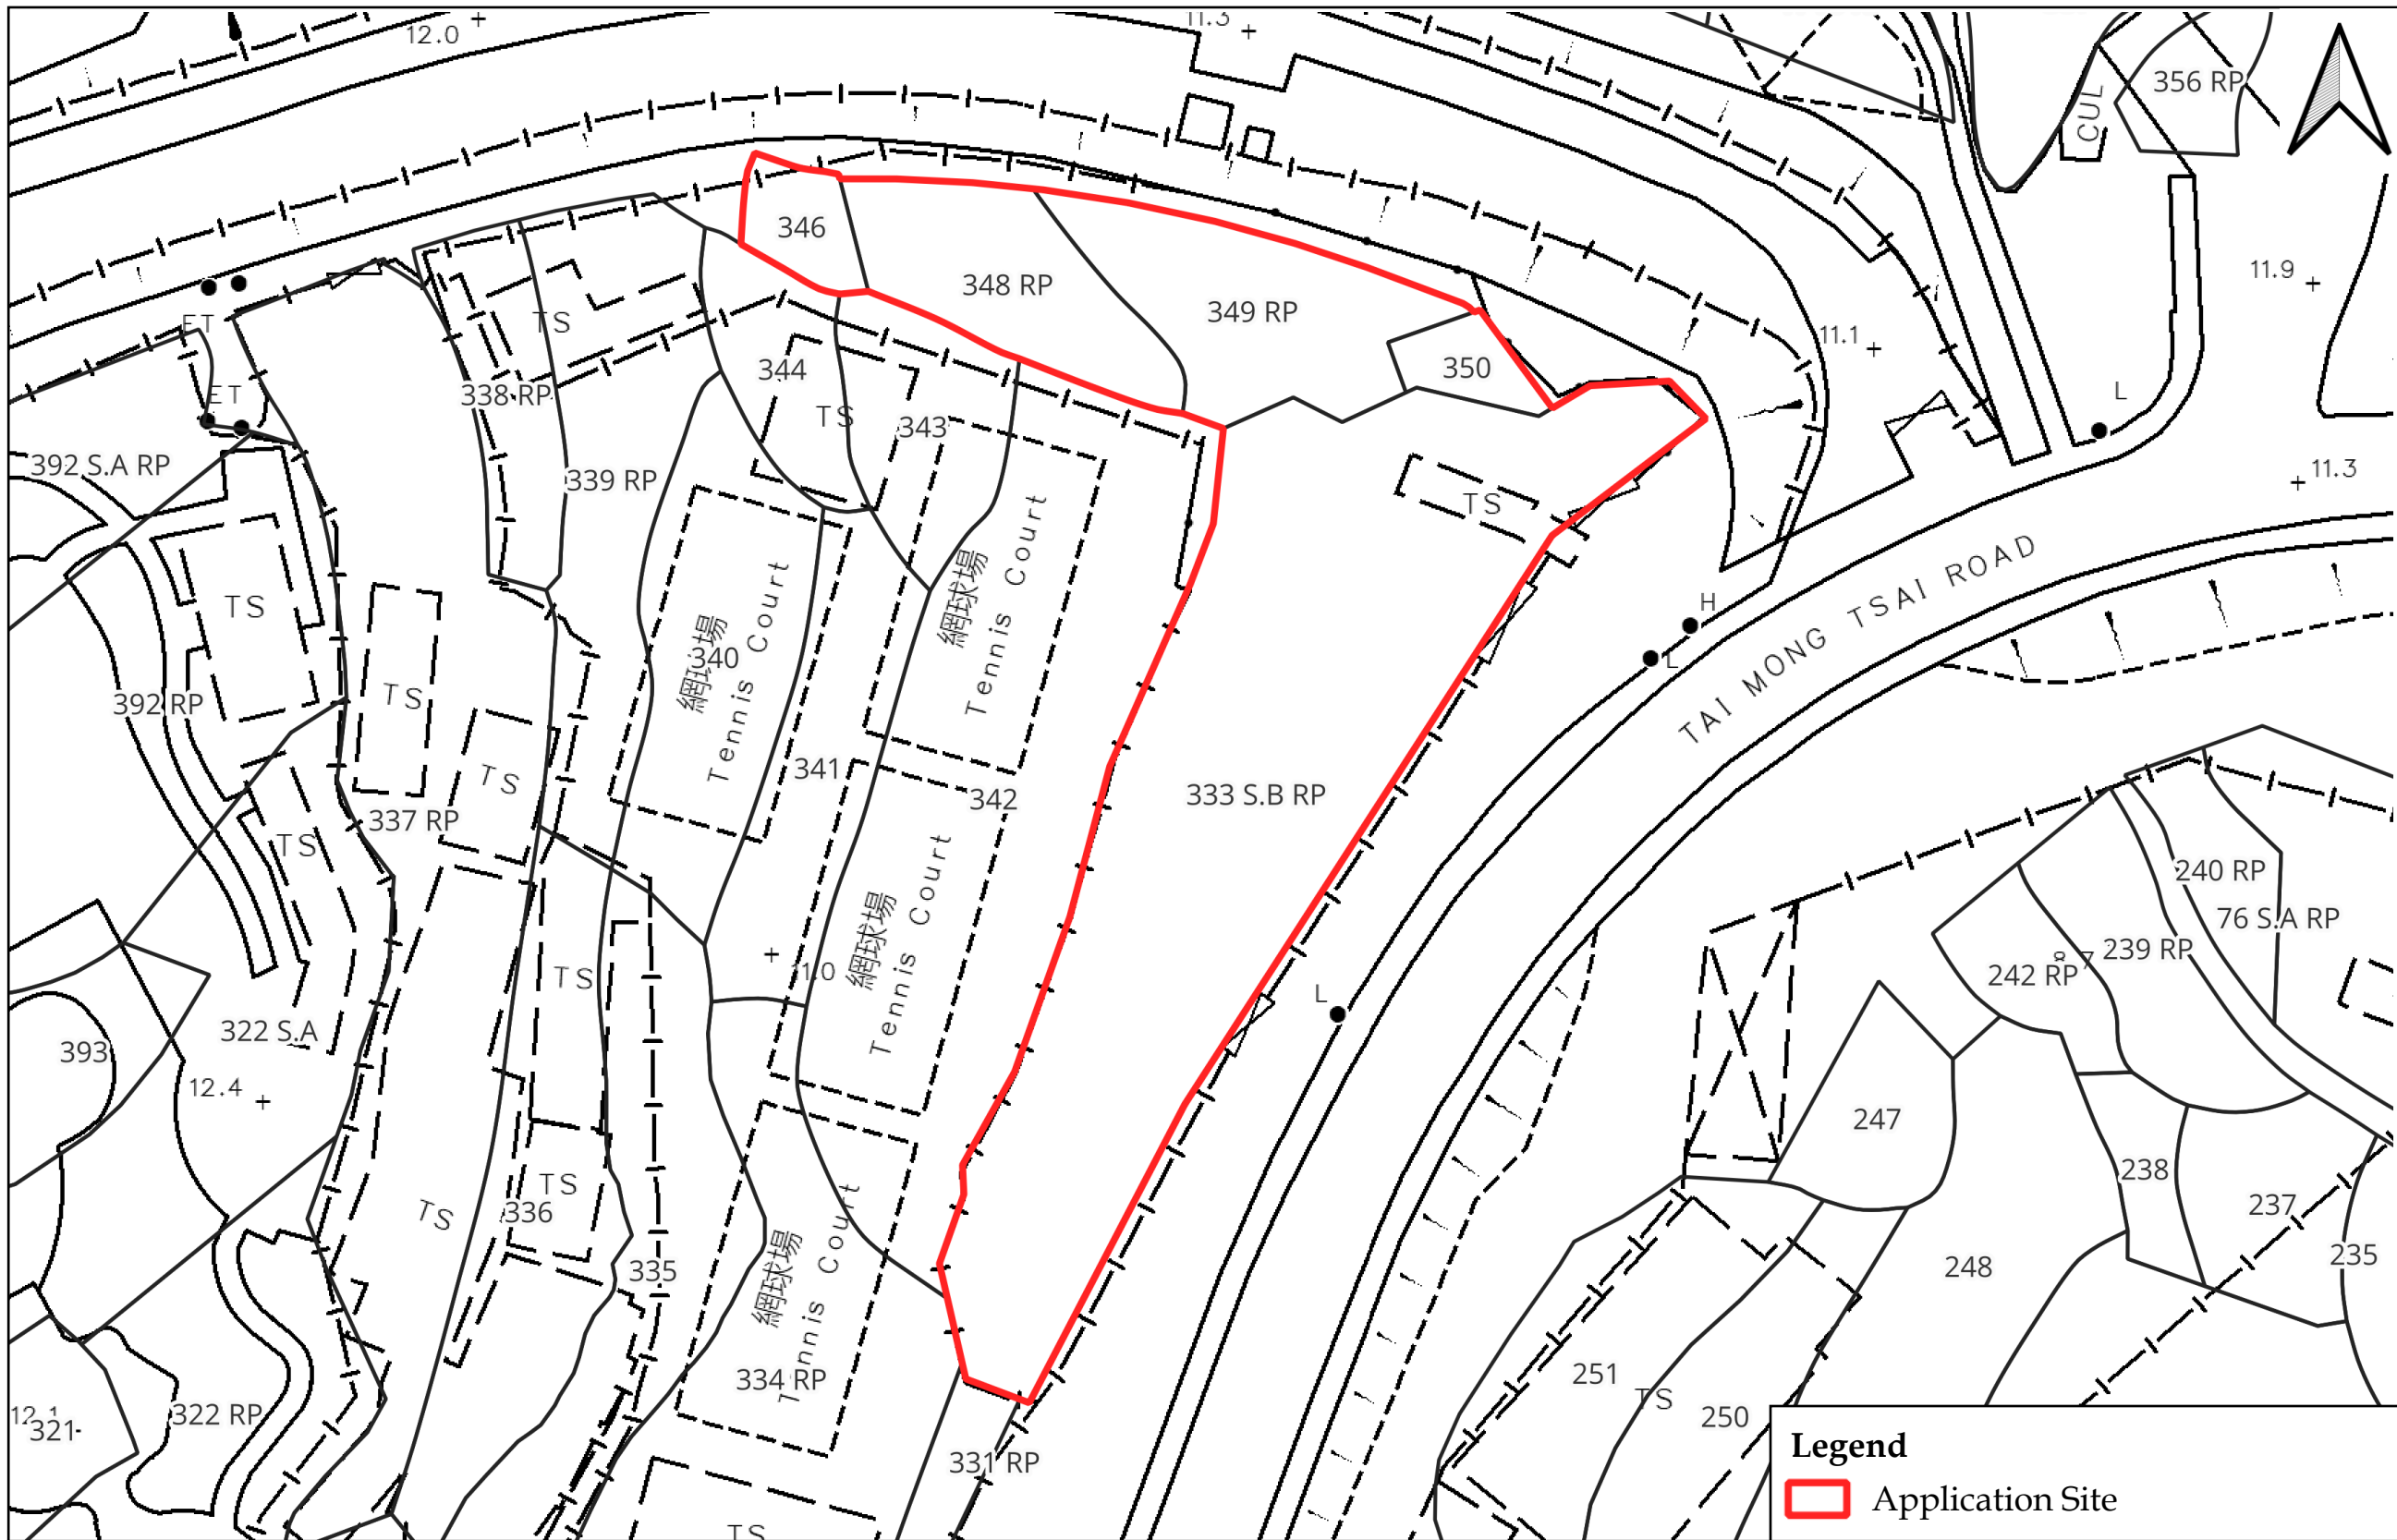 12.0
11.3
356 RP
CUL
346
348 RP
349 RP
11.9
ET
TS
11.1
350
344
L
ET
338 RP
TS
343
392 S.A RP
11.3
339 RP
TS
TS
網球場
Tennis Court
H
L
340
網球場
Tennis Court
TAI MONG TSAI ROAD
392 RP
TS
TS
341
342
333 S.B RP
337 RP
TS
240 RP
76 S.A RP
239 RP
242 RP
7
網球場
Tennis Court
TS
L
322 S.A
393
12.4
247
238
237
TS
336
TS
235
335
248
網球場
Tennis Court
334 RP
251
TS
250
12.1
321
322 RP
331 RP
TS
Legend
Application Site